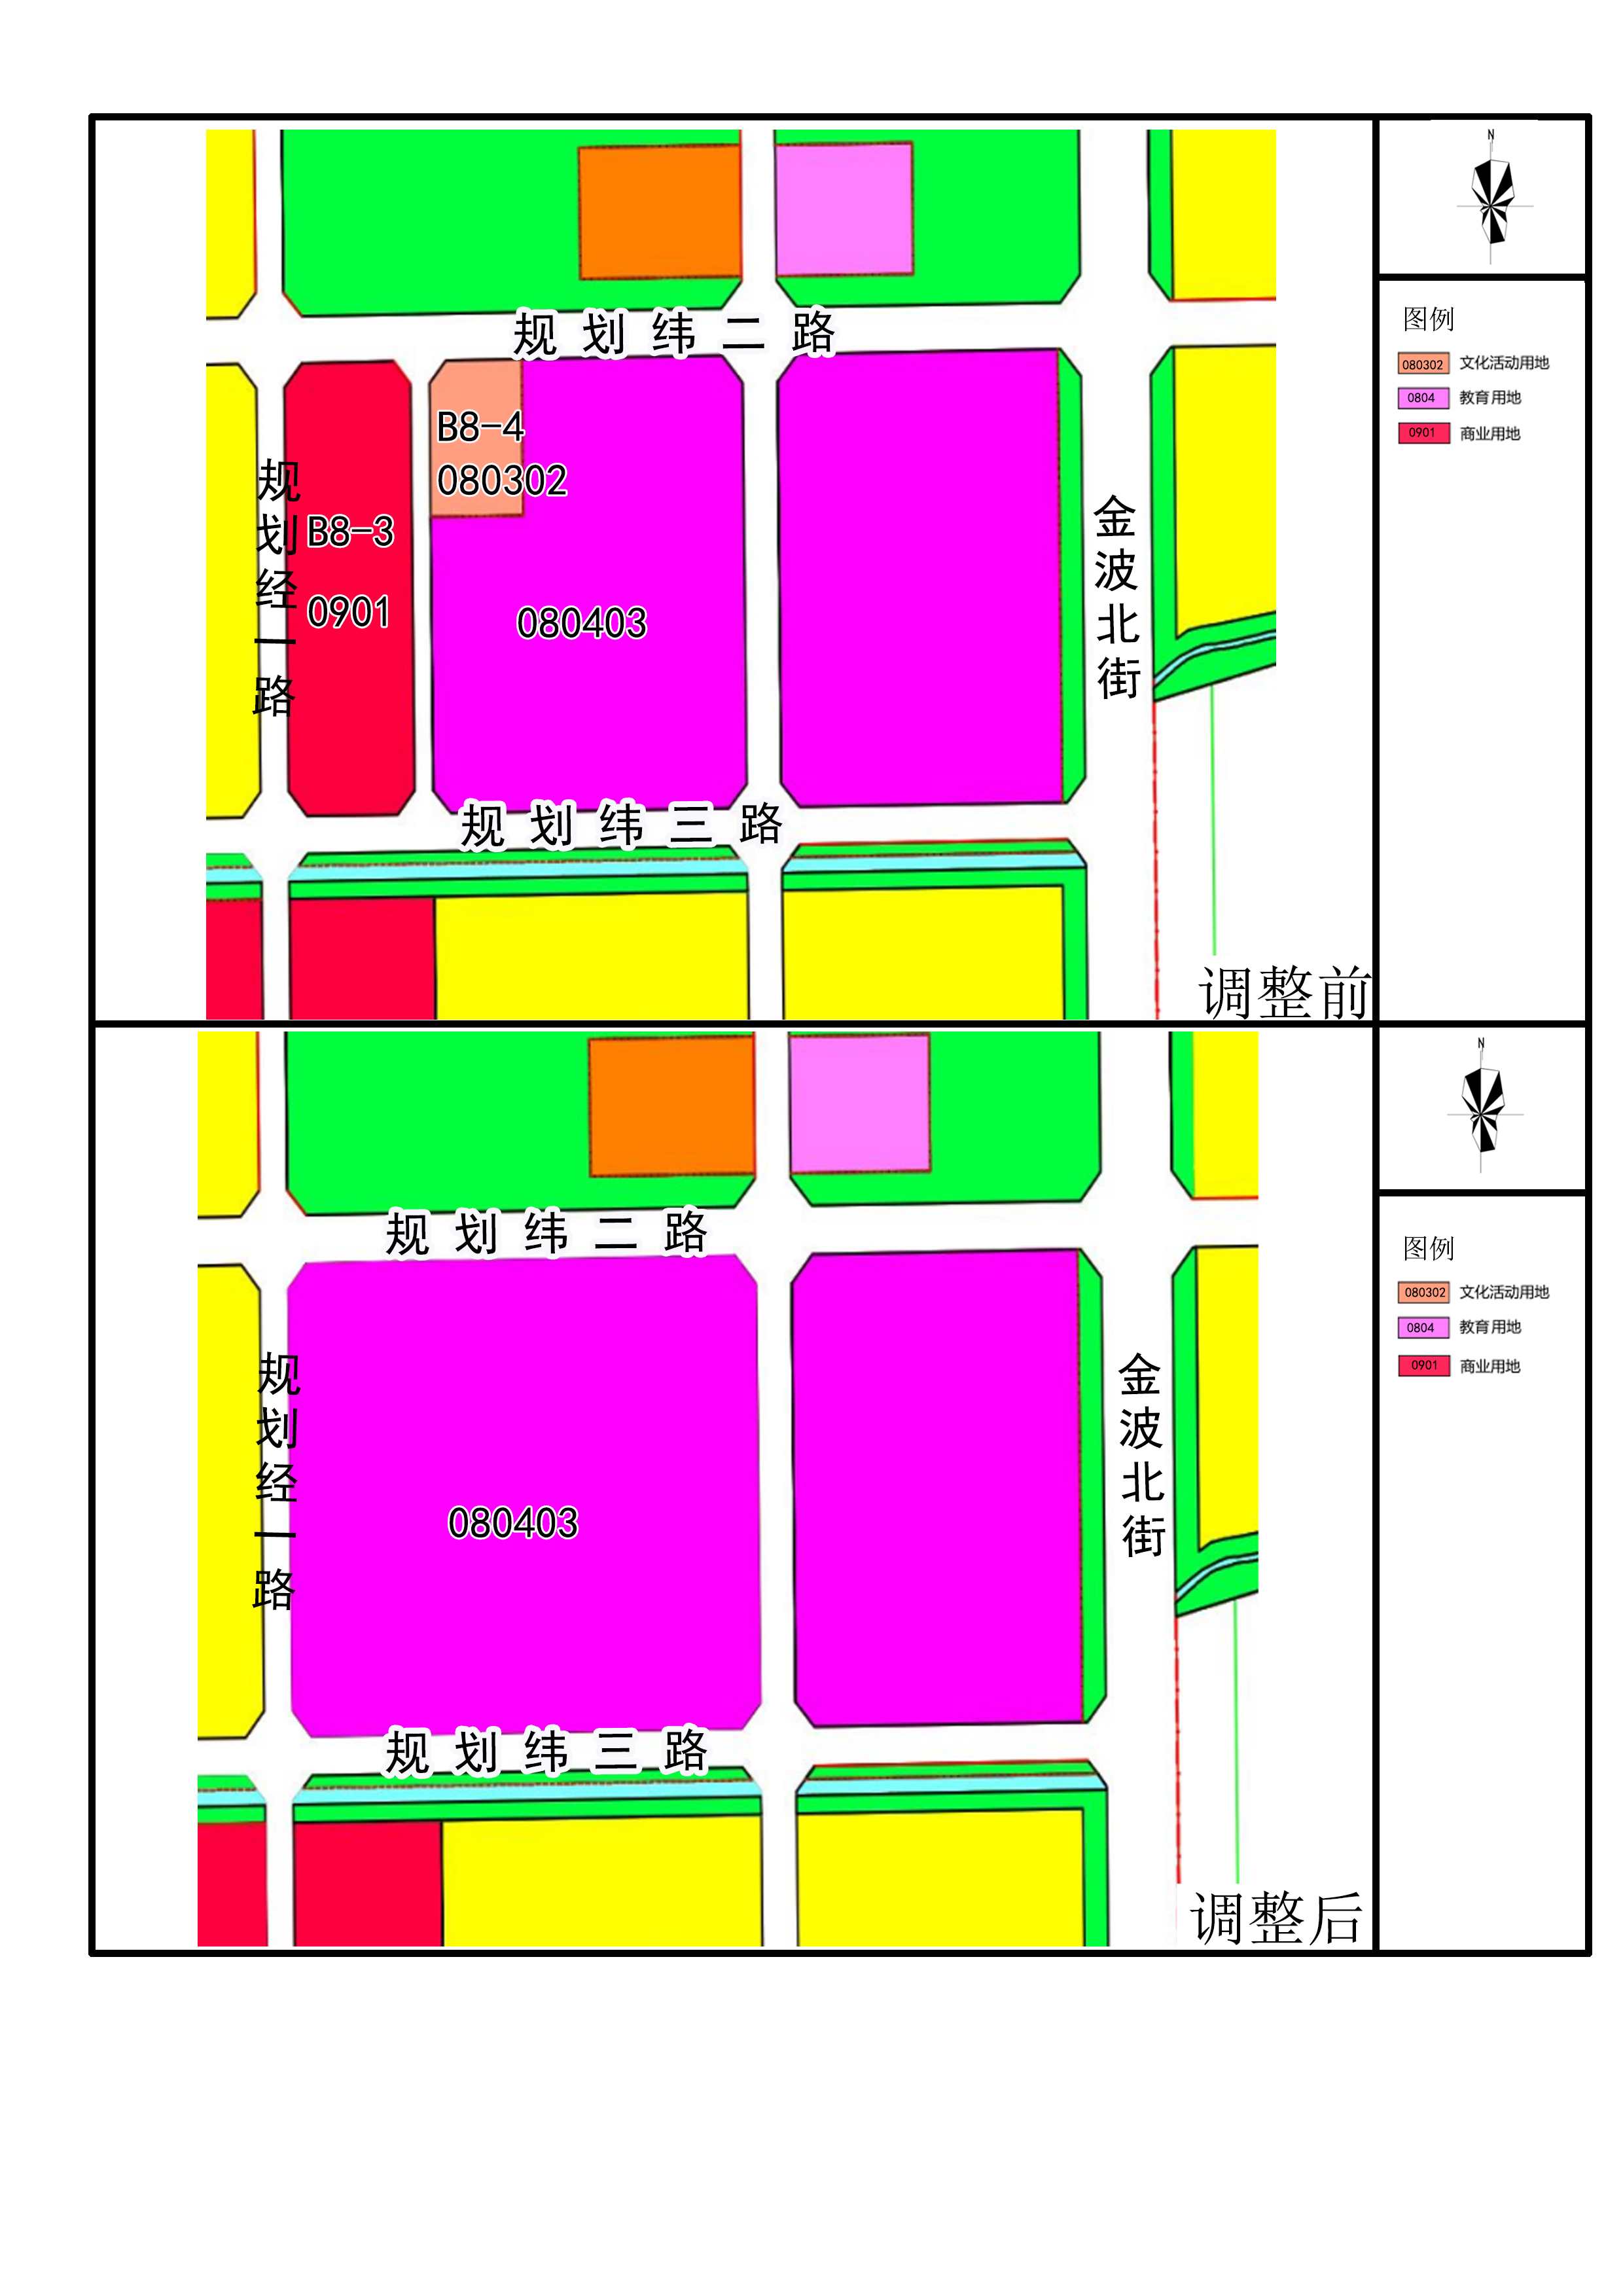 N
图例
080302 文化活动用地
0804 教育用地
0901 商业用地
规划纬二路
B8-4
080302
规划经一路
B8-3
0901
080403
金波北街
规划纬三路
调整前
N
图例
080302 文化活动用地
0804 教育用地
0901 商业用地
规划纬二路
规划经一路
080403
金波北街
规划纬三路
调整后